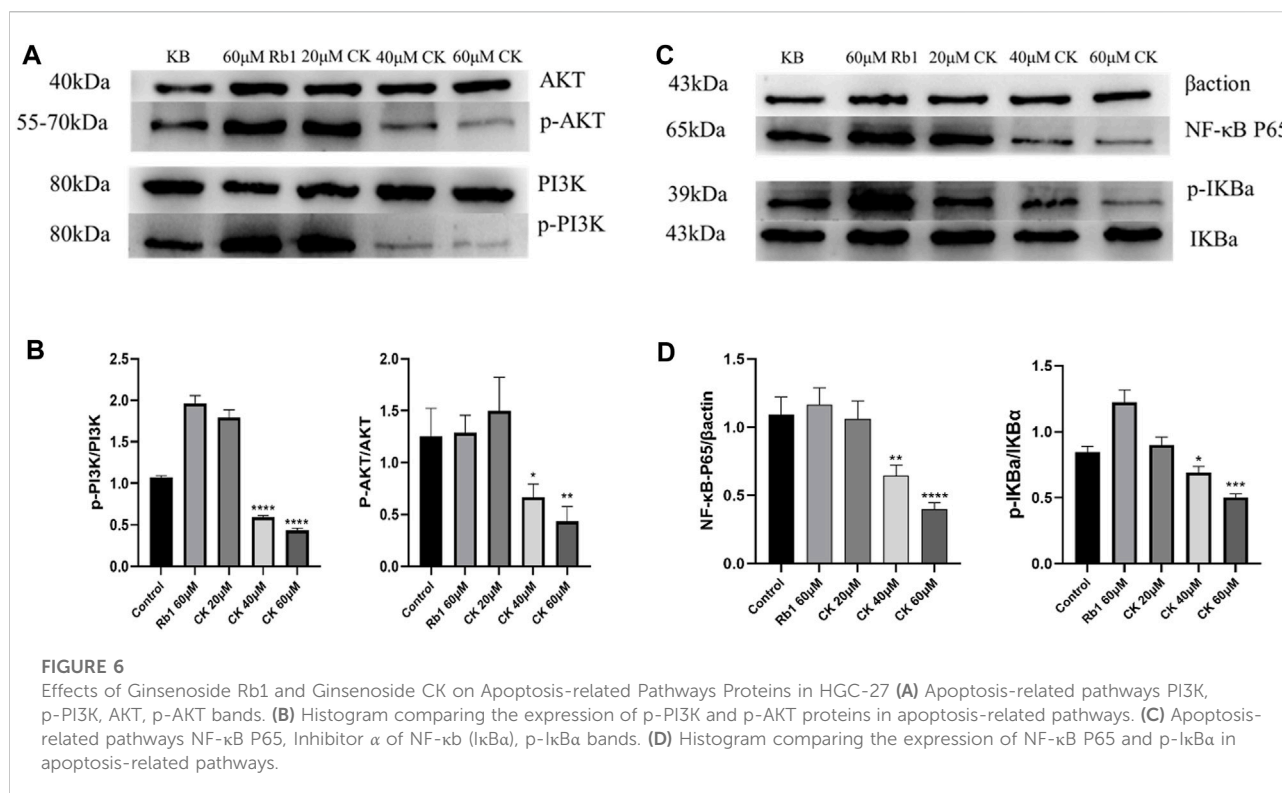 A
KB 60μM Rb1 20μM CK 40μM CK 60μM CK
40kDa AKT
55-70kDa p-AKT
80kDa PI3K
80kDa p-PI3K
C
KB 60μM Rb1 20μM CK 40μM CK 60μM CK
43kDa βaction
65kDa NF-κB P65
39kDa p-IKBa
43kDa IKBa
B
p-PI3K/PI3K
2.5
2.0
1.5
1.0
0.5
0.0
**** ****
Control Rb1 60μM CK 20μM CK 40μM CK 60μM
P-AKT/AKT
2.0
1.5
1.0
0.5
0.0
* **
Control Rb1 60μM CK 20μM CK 40μM CK 60μM
D
NF-κB-P65/βactin
1.5
1.0
0.5
0.0
** ****
Control Rb1 60μM CK 20μM CK 40μM CK 60μM
p-IKBa/IKBα
1.5
1.0
0.5
0.0
* ***
Control Rb1 60μM CK 20μM CK 40μM CK 60μM
FIGURE 6
Effects of Ginsenoside Rb1 and Ginsenoside CK on Apoptosis-related Pathways Proteins in HGC-27 (A) Apoptosis-related pathways PI3K,
p-PI3K, AKT, p-AKT bands. (B) Histogram comparing the expression of p-PI3K and p-AKT proteins in apoptosis-related pathways. (C) Apoptosis-
related pathways NF-κB P65, Inhibitor α of NF-κb (IκBα), p-IκBα bands. (D) Histogram comparing the expression of NF-κB P65 and p-IκBα in
apoptosis-related pathways.